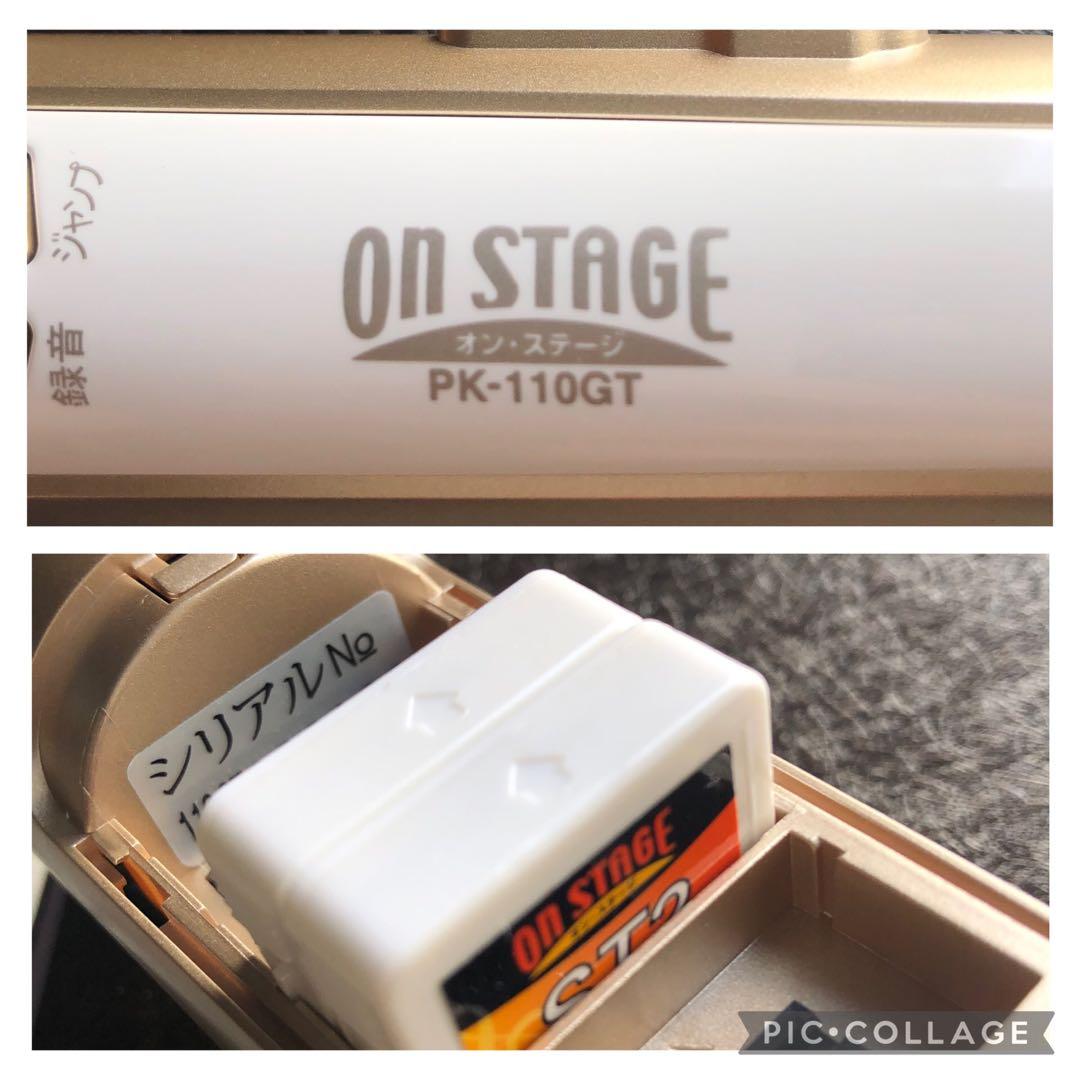 ジャンプ
録音
On STAGE
オン・ステージ
PK-110GT
シリアル№
On STAGE
ST2
PIC•COLLAGE